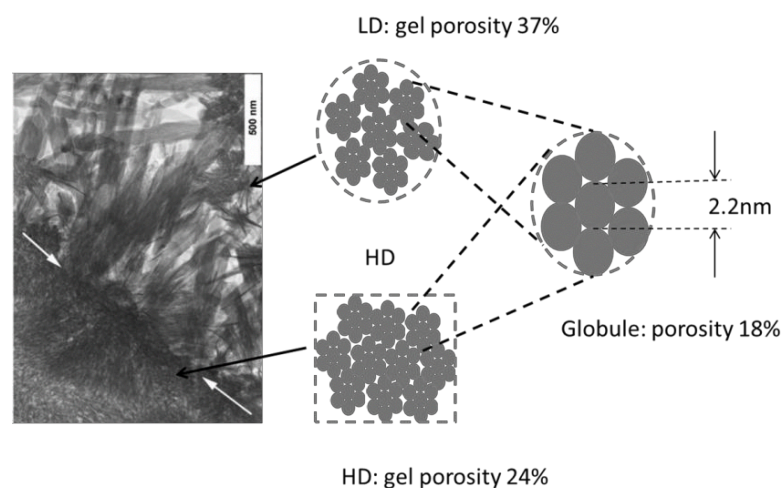 LD: gel porosity 37%
500 nm
2.2nm
HD
Globule: porosity 18%
HD: gel porosity 24%